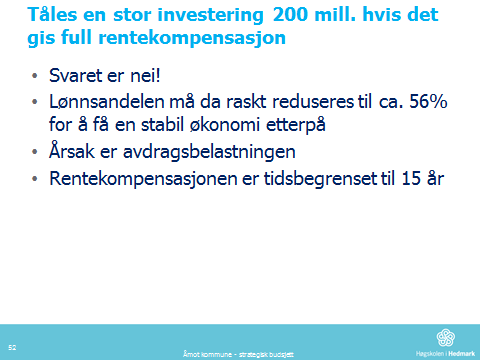 Tåles en stor investering 200 mill. hvis det
gis full rentekompensasjon
• Svaret er nei!
• Lønnsandelen må da raskt reduseres til ca. 56%
for å få en stabil økonomi etterpå
• Årsak er avdragsbelastningen
• Rentekompensasjonen er tidsbegrenset til 15 år
52
Åmot kommune - strategisk budsjett
Høgskolen i Hedmark